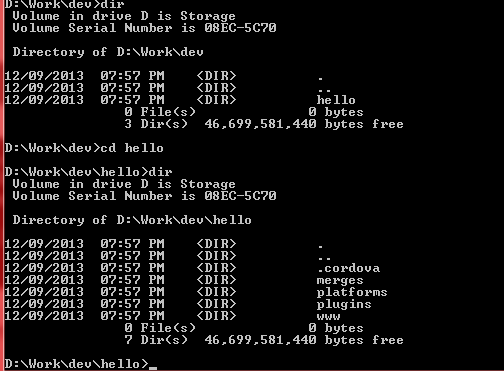 D:\Work\dev>dir
 Volume in drive D is Storage
 Volume Serial Number is 08EC-5C70

 Directory of D:\Work\dev

12/09/2013  07:57 PM    <DIR>          .
12/09/2013  07:57 PM    <DIR>          ..
12/09/2013  07:57 PM    <DIR>          hello
               0 File(s)              0 bytes
               3 Dir(s)  46,699,581,440 bytes free

D:\Work\dev>cd hello

D:\Work\dev\hello>dir
 Volume in drive D is Storage
 Volume Serial Number is 08EC-5C70

 Directory of D:\Work\dev\hello

12/09/2013  07:57 PM    <DIR>          .
12/09/2013  07:57 PM    <DIR>          ..
12/09/2013  07:57 PM    <DIR>          .cordova
12/09/2013  07:57 PM    <DIR>          merges
12/09/2013  07:57 PM    <DIR>          platforms
12/09/2013  07:57 PM    <DIR>          plugins
12/09/2013  07:57 PM    <DIR>          www
               0 File(s)              0 bytes
               7 Dir(s)  46,699,581,440 bytes free

D:\Work\dev\hello>_